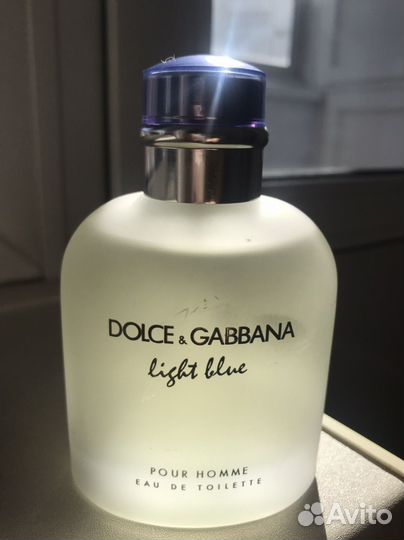 DOLCE & GABBANA
light blue
POUR HOMME
EAU DE TOILETTE
Avito